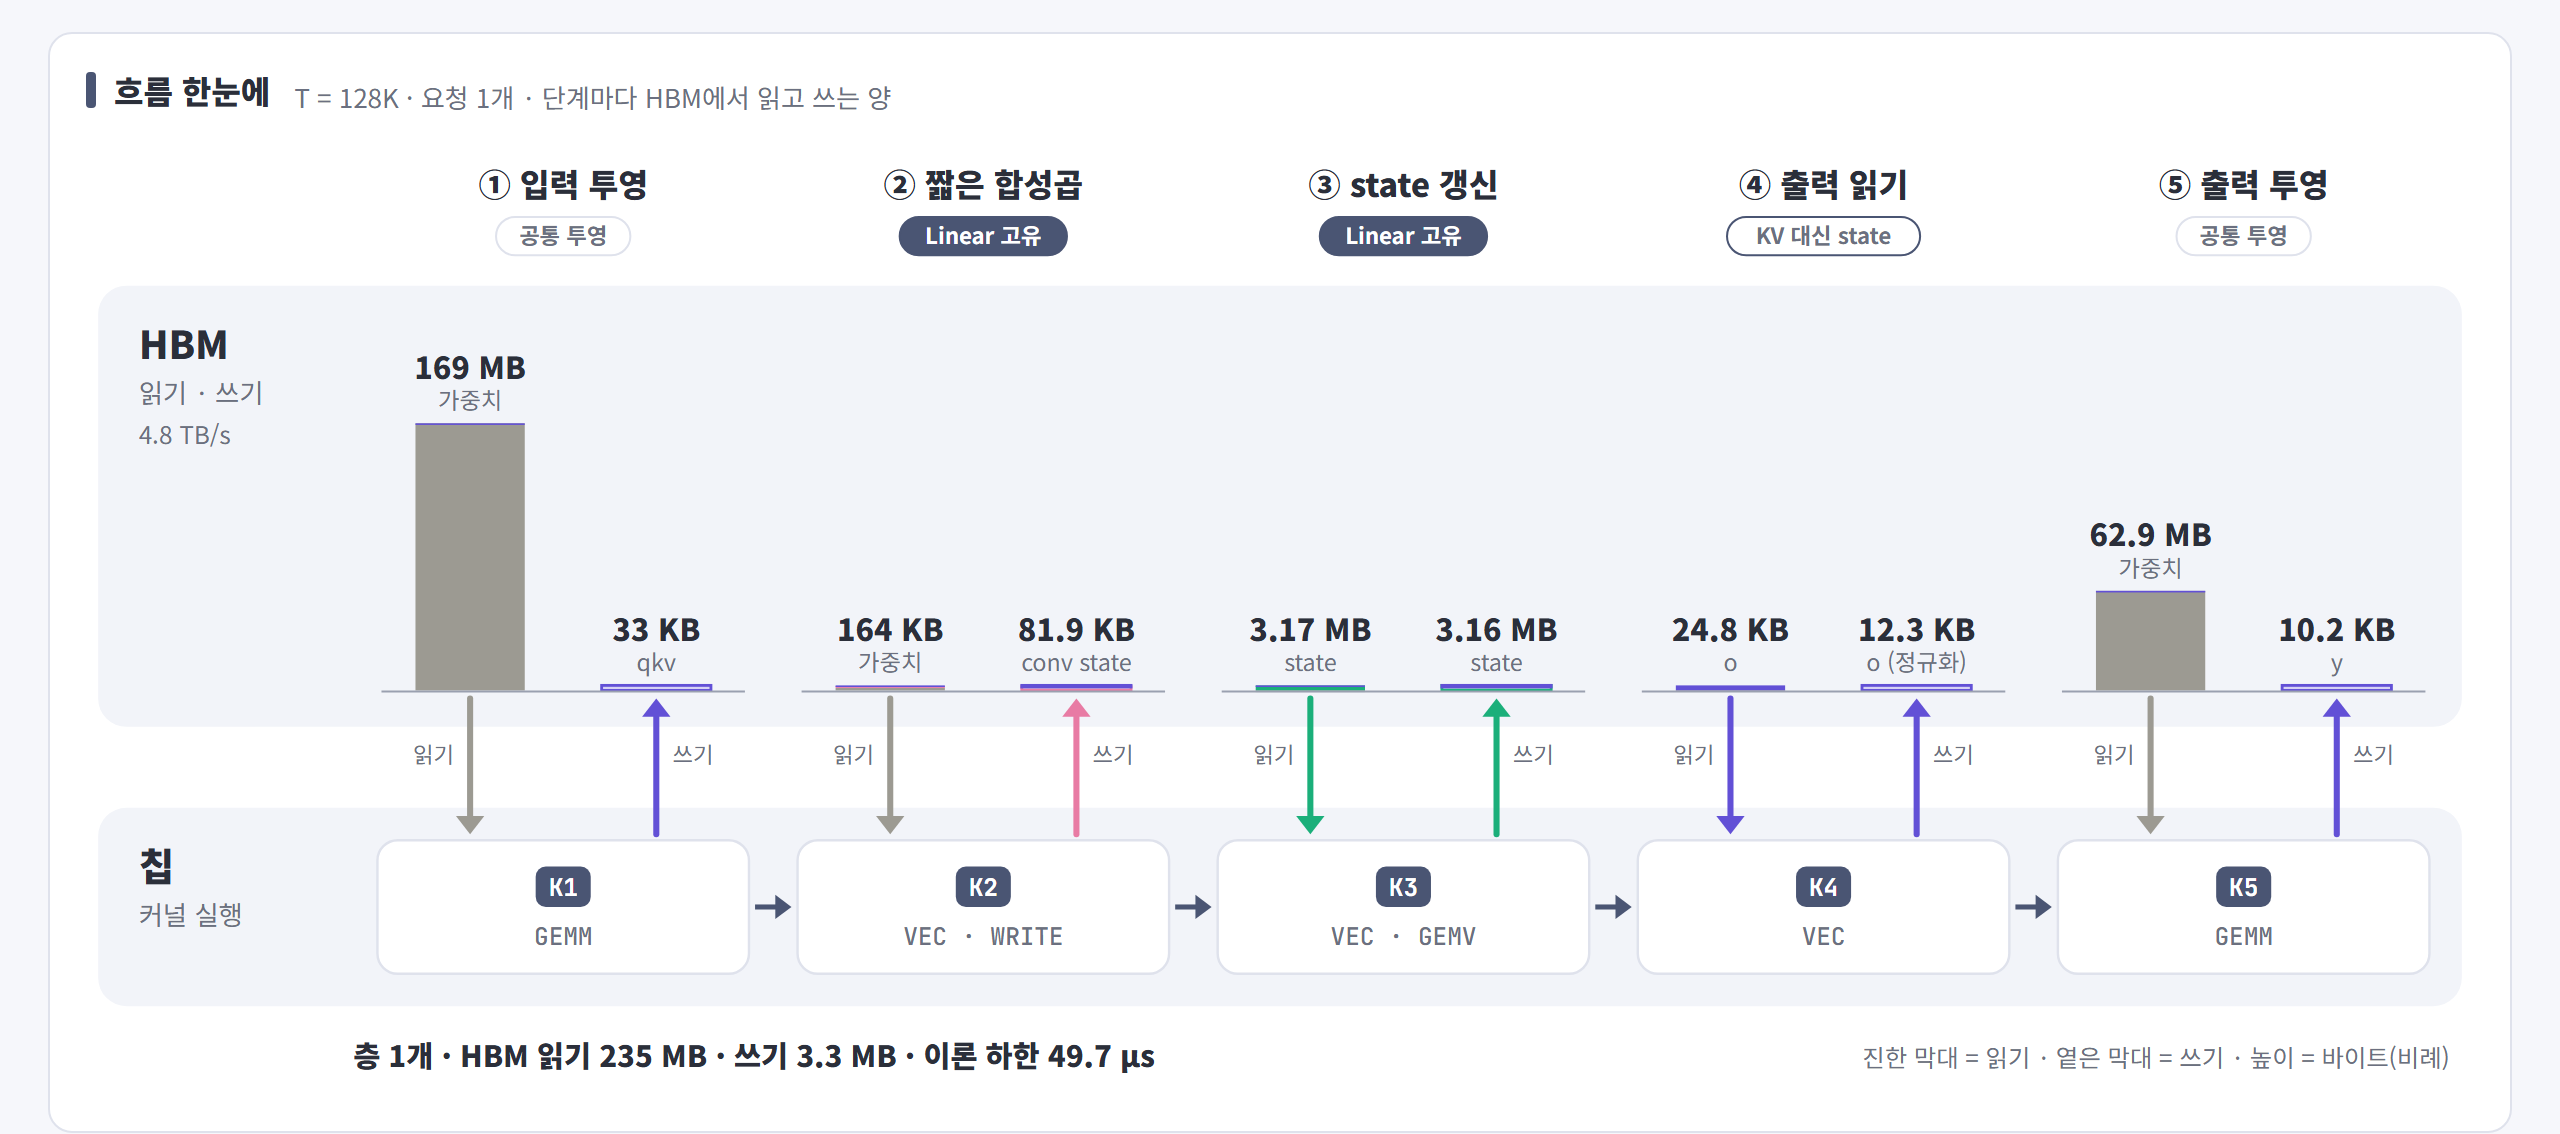 흐름 한눈에 T = 128K · 요청 1개 · 단계마다 HBM에서 읽고 쓰는 양
① 입력 투영
공통 투영
② 짧은 합성곱
Linear 고유
③ state 갱신
Linear 고유
④ 출력 읽기
KV 대신 state
⑤ 출력 투영
공통 투영
HBM
읽기 · 쓰기
4.8 TB/s
169 MB
가중치
33 KB
qkv
164 KB
가중치
81.9 KB
conv state
3.17 MB
state
3.16 MB
state
24.8 KB
o
12.3 KB
o (정규화)
62.9 MB
가중치
10.2 KB
y
읽기 쓰기 읽기 쓰기 읽기 쓰기 읽기 쓰기 읽기 쓰기
칩
커널 실행
K1
GEMM
K2
VEC · WRITE
K3
VEC · GEMV
K4
VEC
K5
GEMM
층 1개 · HBM 읽기 235 MB · 쓰기 3.3 MB · 이론 하한 49.7 µs
진한 막대 = 읽기 · 옅은 막대 = 쓰기 · 높이 = 바이트(비례)